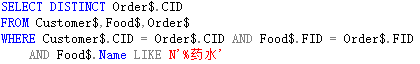 SELECT DISTINCT Order$.CID
FROM Customer$,Food$,Order$
WHERE Customer$.CID = Order$.CID AND Food$.FID = Order$.FID
AND Food$.Name LIKE N'%药水'